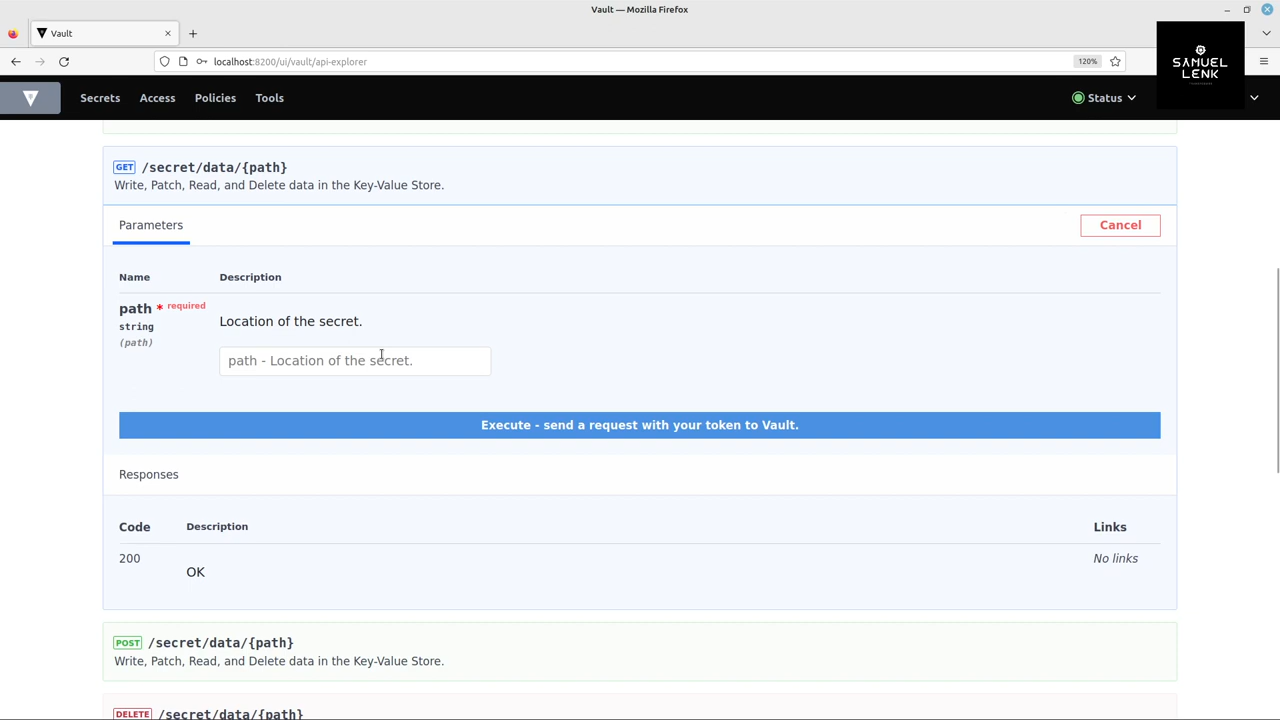 Vault — Mozilla Firefox
Vault
localhost:8200/ui/vault/api-explorer
120%
SAMUEL
LENK
Secrets Access Policies Tools
Status
GET /secret/data/{path}
Write, Patch, Read, and Delete data in the Key-Value Store.
Parameters
Cancel
Name Description
path * required
string
(path)
Location of the secret.
path - Location of the secret.
Execute - send a request with your token to Vault.
Responses
Code Description Links
200 No links
OK
POST /secret/data/{path}
Write, Patch, Read, and Delete data in the Key-Value Store.
DELETE /secret/data/{path}